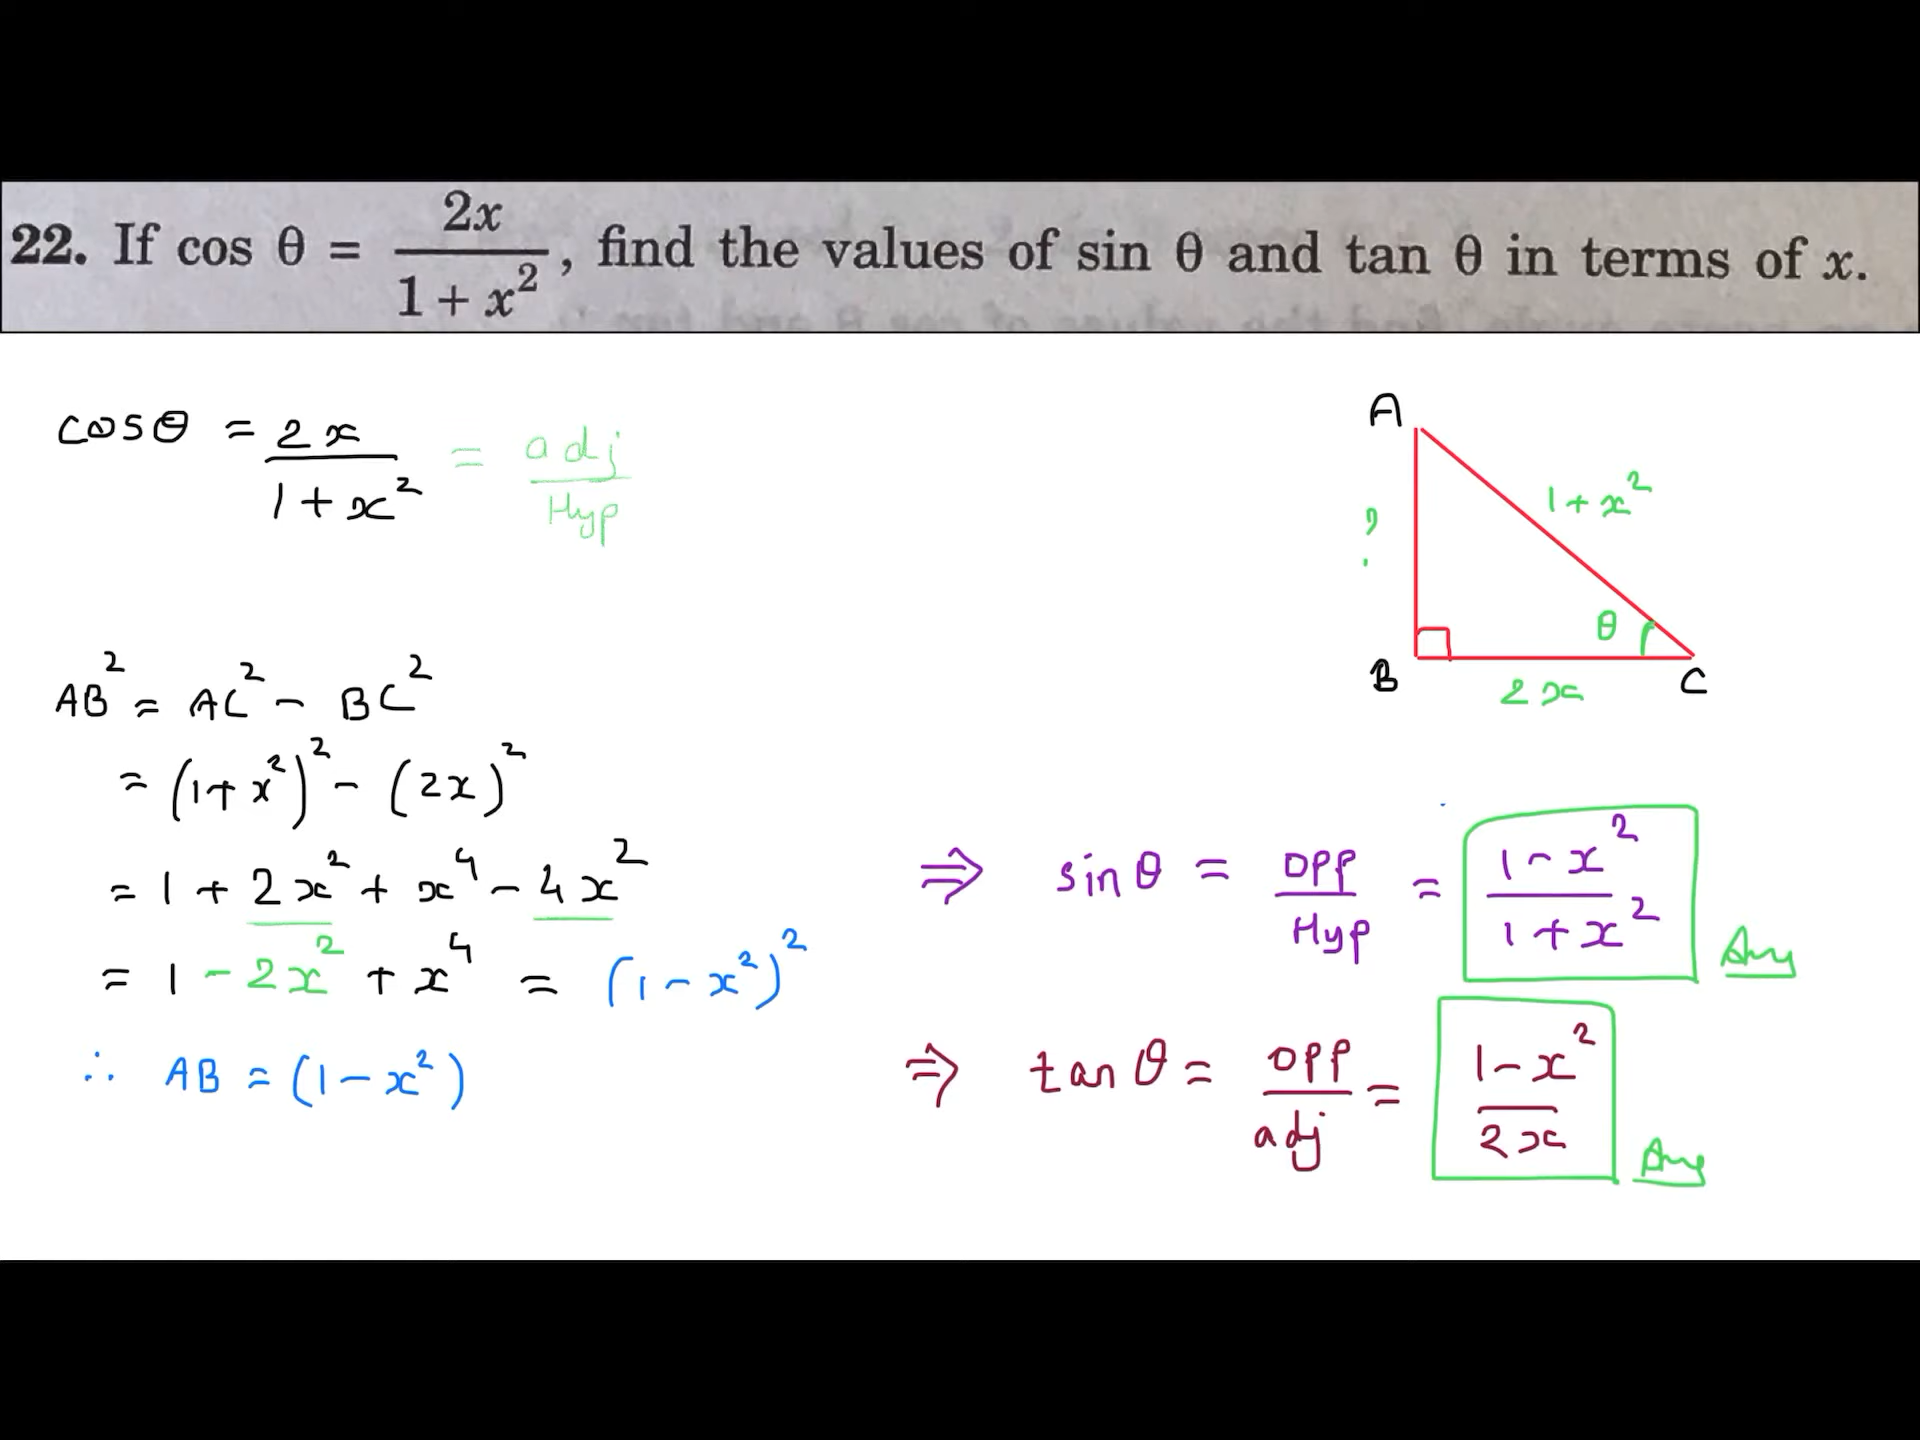 22. If cos θ = 2x / (1 + x²), find the values of sin θ and tan θ in terms of x.
cosθ = 2x / (1+x²) = adj / Hyp
A
1+x²
?
θ
B
2x
C
AB² = AC² - BC²
= (1+x²)² - (2x)²
= 1 + 2x² + x⁴ - 4x²
= 1 - 2x² + x⁴ = (1-x²)²
∴ AB = (1-x²)
⇒ sinθ = opp / Hyp = (1-x²) / (1+x²) Ans
⇒ tanθ = opp / adj = (1-x²) / 2x Ans